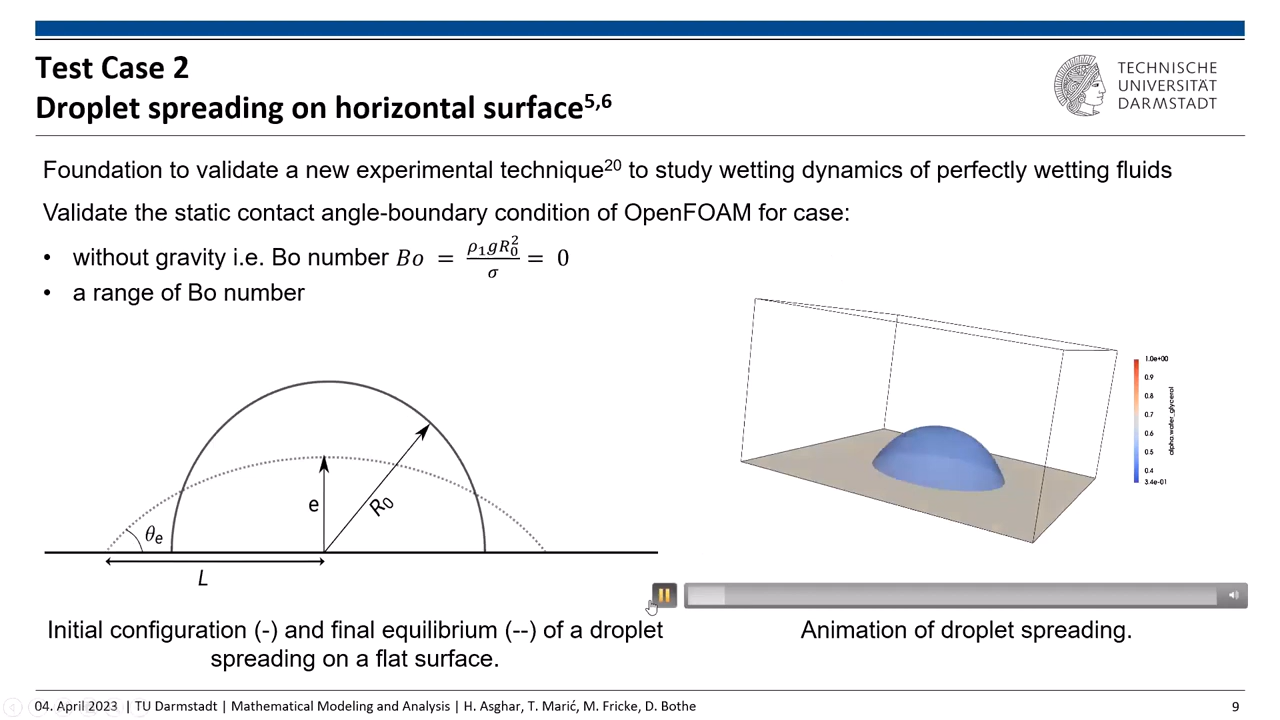 Test Case 2
Droplet spreading on horizontal surface⁵,⁶
TECHNISCHE
UNIVERSITÄT
DARMSTADT
Foundation to validate a new experimental technique²⁰ to study wetting dynamics of perfectly wetting fluids
Validate the static contact angle-boundary condition of OpenFOAM for case:
• without gravity i.e. Bo number Bo = ρ₁gR₀²/σ = 0
• a range of Bo number
e
R₀
θₑ
L
1.0e+00
0.9
0.8
0.7
0.6
0.5
0.4
3.4e-01
alpha.water_glycerol
Initial configuration (-) and final equilibrium (--) of a droplet
spreading on a flat surface.
Animation of droplet spreading.
04. April 2023 | TU Darmstadt | Mathematical Modeling and Analysis | H. Asghar, T. Marić, M. Fricke, D. Bothe
9